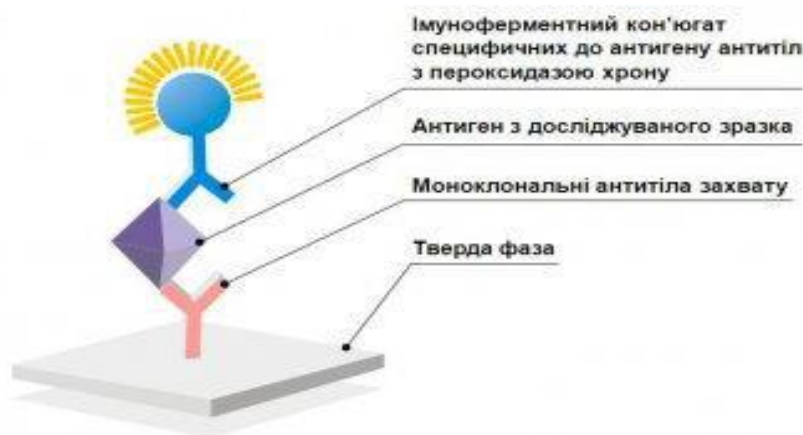 Імуноферментний кон'югат
специфичних до антигену антитіл
з пероксидазою хрону
Антиген з досліджуваного зразка
Моноклональні антитіла захвату
Тверда фаза